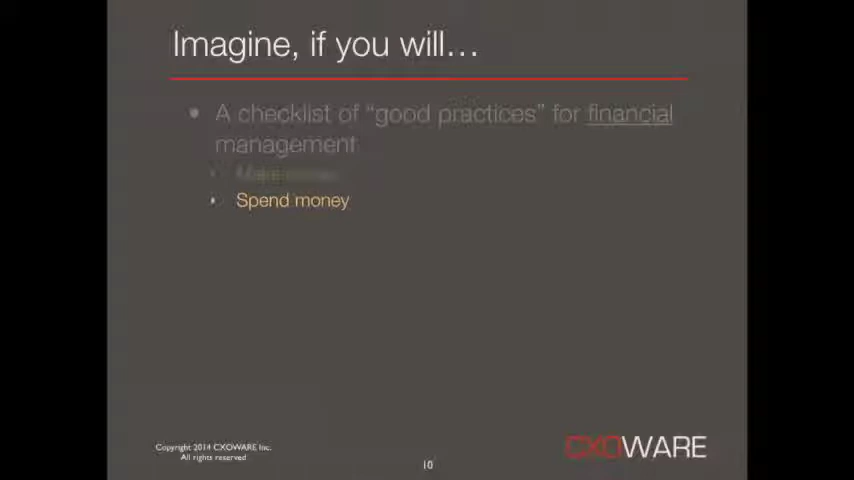 Imagine, if you will…
• A checklist of “good practices” for financial
management
Spend money
Copyright 2014 CXOWARE Inc.
All rights reserved
10
CXOWARE